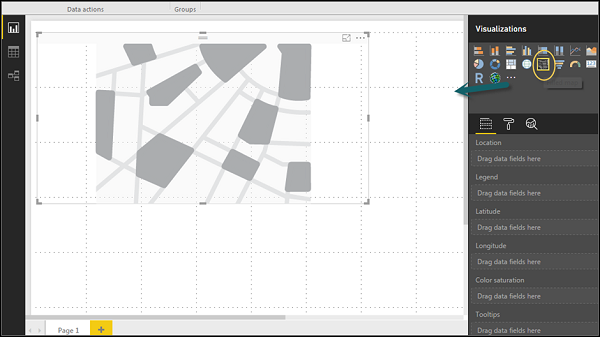 Data actions
Groups
Visualizations
R
Location
Drag data fields here
Legend
Drag data fields here
Latitude
Drag data fields here
Longitude
Drag data fields here
Color saturation
Drag data fields here
Tooltips
Drag data fields here
Page 1